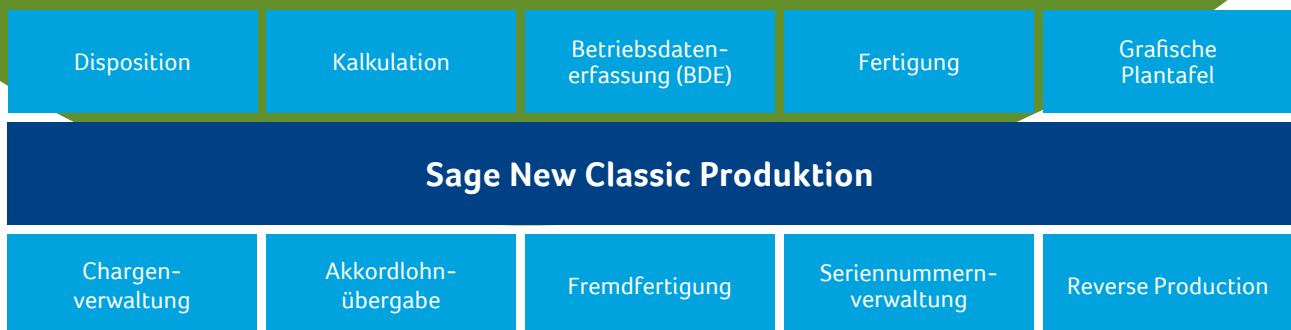 Disposition
Kalkulation
Betriebsdaten-
erfassung (BDE)
Fertigung
Grafische
Plantafel
Sage New Classic Produktion
Chargen-
verwaltung
Akkordlohn-
übergabe
Fremdfertigung
Seriennummern-
verwaltung
Reverse Production